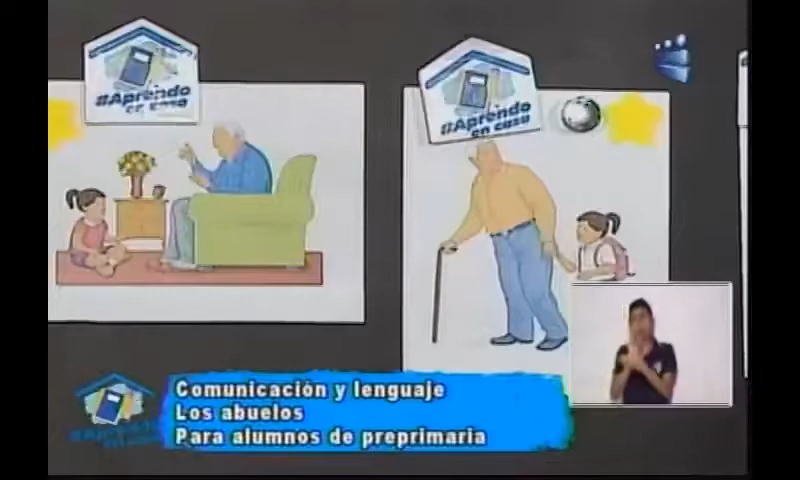 #Aprendo
en casa
#Aprendo
en casa
Comunicación y lenguaje
Los abuelos
Para alumnos de preprimaria